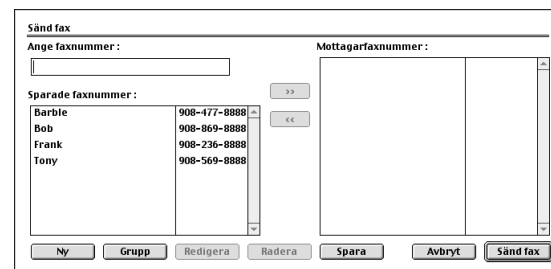 Sänd fax
Ange faxnummer :
Mottagarfaxnummer :
Sparade faxnummer :
>>
<<
Barble 908-477-8888
Bob 908-869-8888
Frank 908-236-8888
Tony 908-569-8888
Ny Grupp Redigera Radera Spara Avbryt Sänd fax